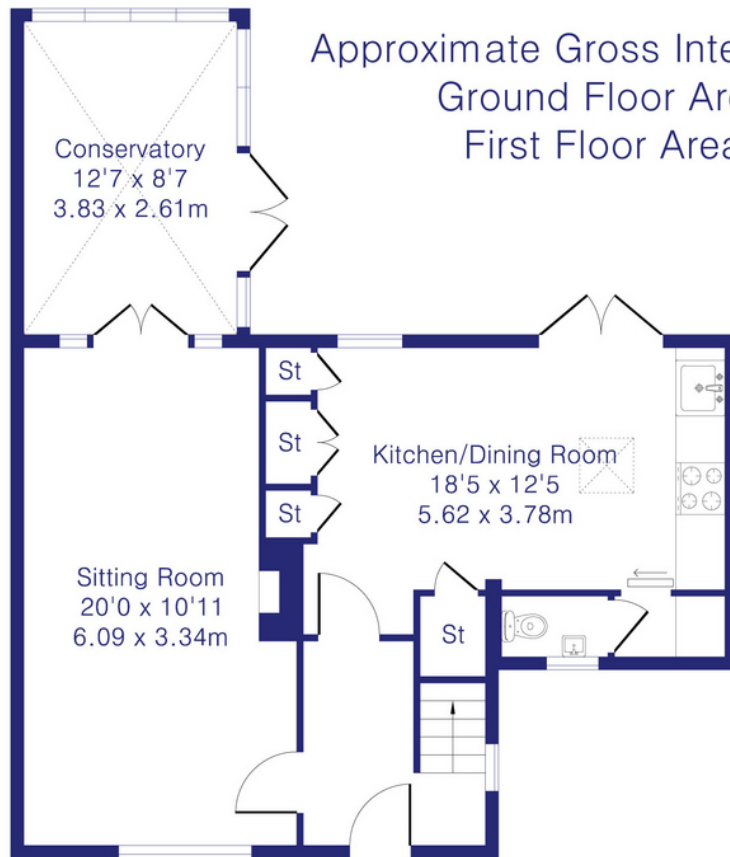 Approximate Gross Inte
Ground Floor Ar
First Floor Area
Conservatory
12'7 x 8'7
3.83 x 2.61m
St
St
St
Kitchen/Dining Room
18'5 x 12'5
5.62 x 3.78m
Sitting Room
20'0 x 10'11
6.09 x 3.34m
St